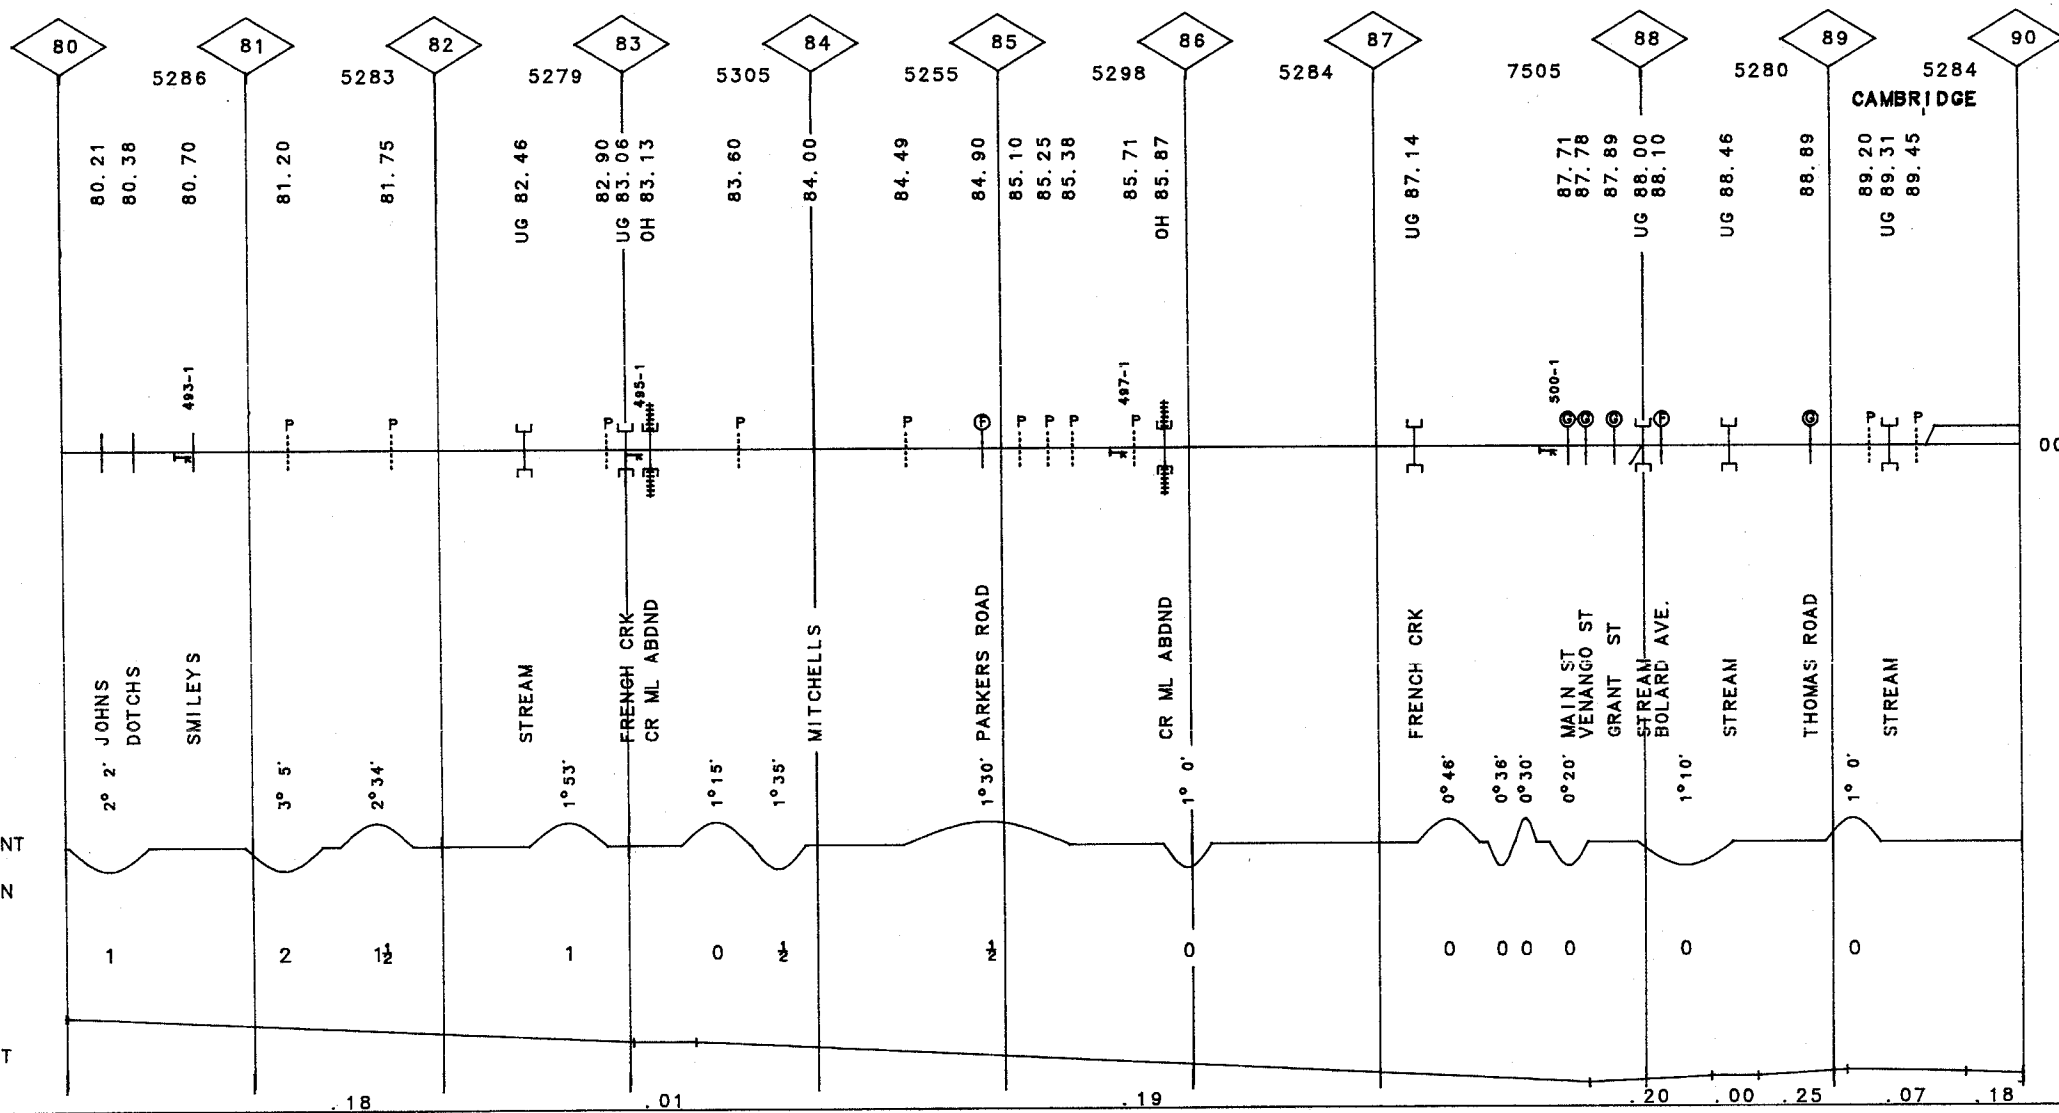 80 81 82 83 84 85 86 87 88 89 90
5286 5283 5279 5305 5255 5298 5284 7505 5280 5284
CAMBRIDGE
80.21
80.38
80.70
81.20
81.75
UG 82.46
82.90
UG 83.06
OH 83.13
83.60
84.00
84.49
84.90
85.10
85.25
85.38
85.71
OH 85.87
UG 87.14
87.71
87.78
87.89
UG 88.00
88.10
UG 88.46
88.89
89.20
UG 89.31
89.45
493-1
P
P
P
495-1
P
P
F
P
P
P
497-1
P
500-1
G
G
G
F
G
P
P
00
2° 2' JOHNS
DOTCHS
SMILEYS
STREAM
FRENCH CRK
CR ML ABDND
MITCHELLS
1°30' PARKERS ROAD
CR ML ABDND
FRENCH CRK
MAIN ST
VENANGO ST
GRANT ST
STREAM
BOLARD AVE.
STREAM
THOMAS ROAD
STREAM
3° 5'
2°34'
1°53'
1°15'
1°35'
1° 0'
0°46'
0°36'
0°30'
0°20'
1°10'
1° 0'
NT
N
1 2 1½ 1 0 ½ ½ 0 0 0 0 0 0 0
T
.18 .01 .19 .20 .00 .25 .07 .18